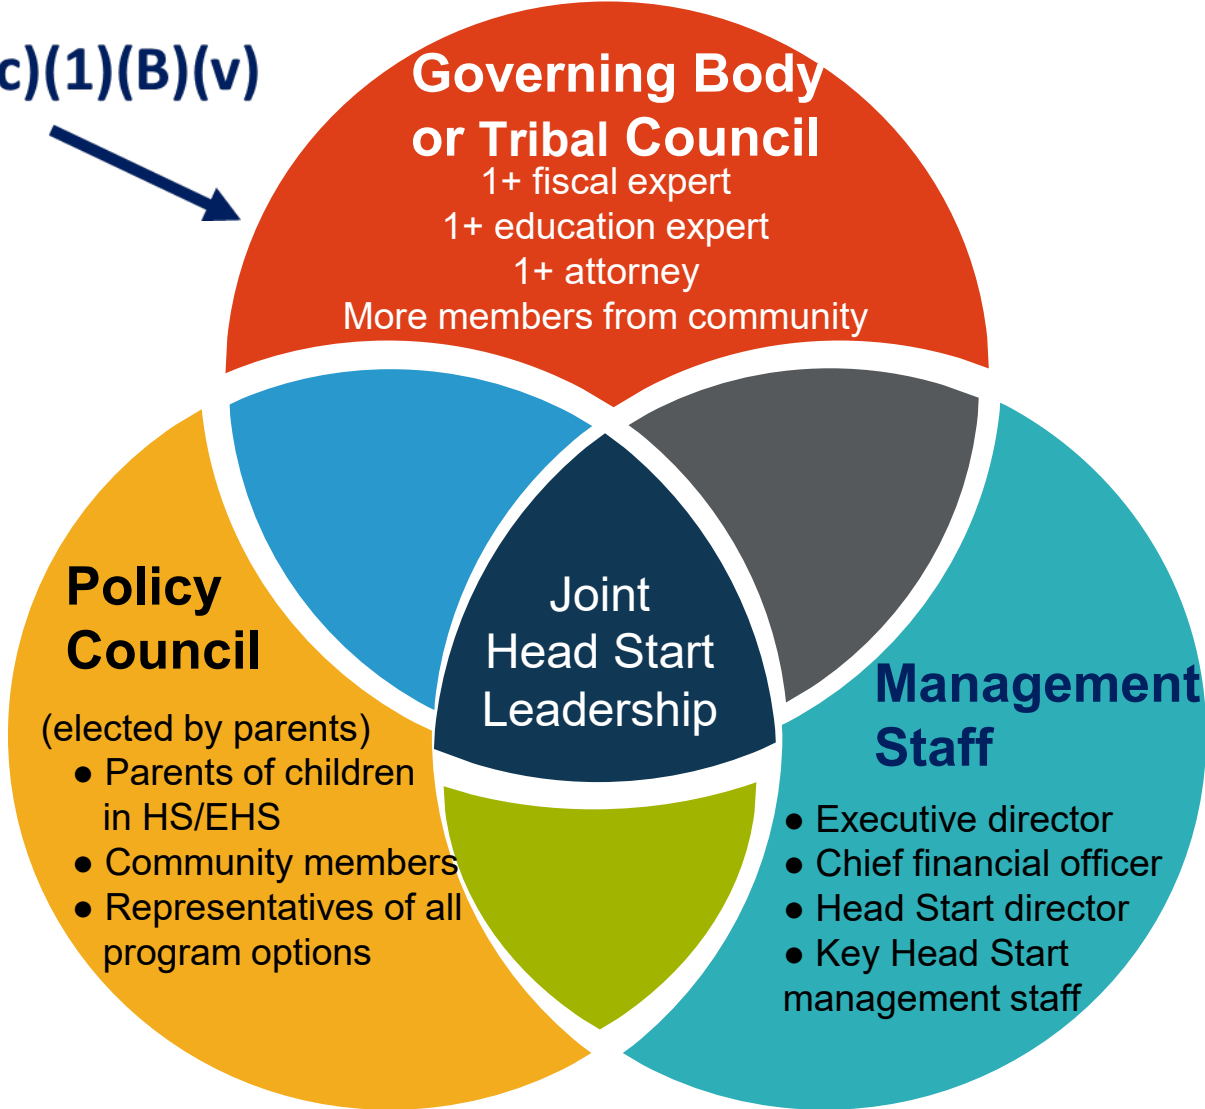 c)(1)(B)(v)
Governing Body
or Tribal Council
1+ fiscal expert
1+ education expert
1+ attorney
More members from community
Joint
Head Start
Leadership
Policy
Council
(elected by parents)
● Parents of children
in HS/EHS
● Community members
● Representatives of all
program options
Management
Staff
● Executive director
● Chief financial officer
● Head Start director
● Key Head Start
management staff